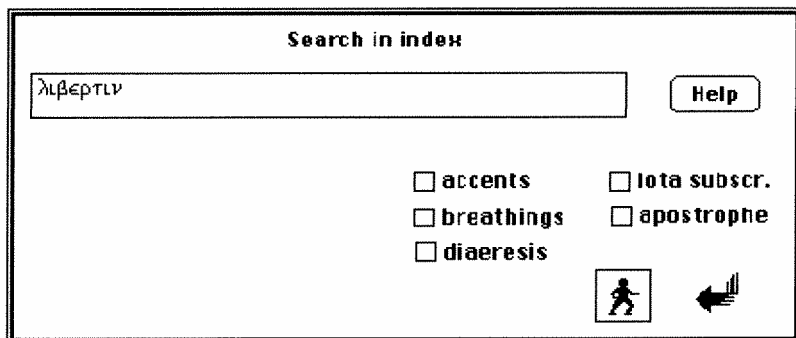 Search in index
λιβερτιν
Help
accents
Iota subscr.
breathings
apostrophe
diaeresis